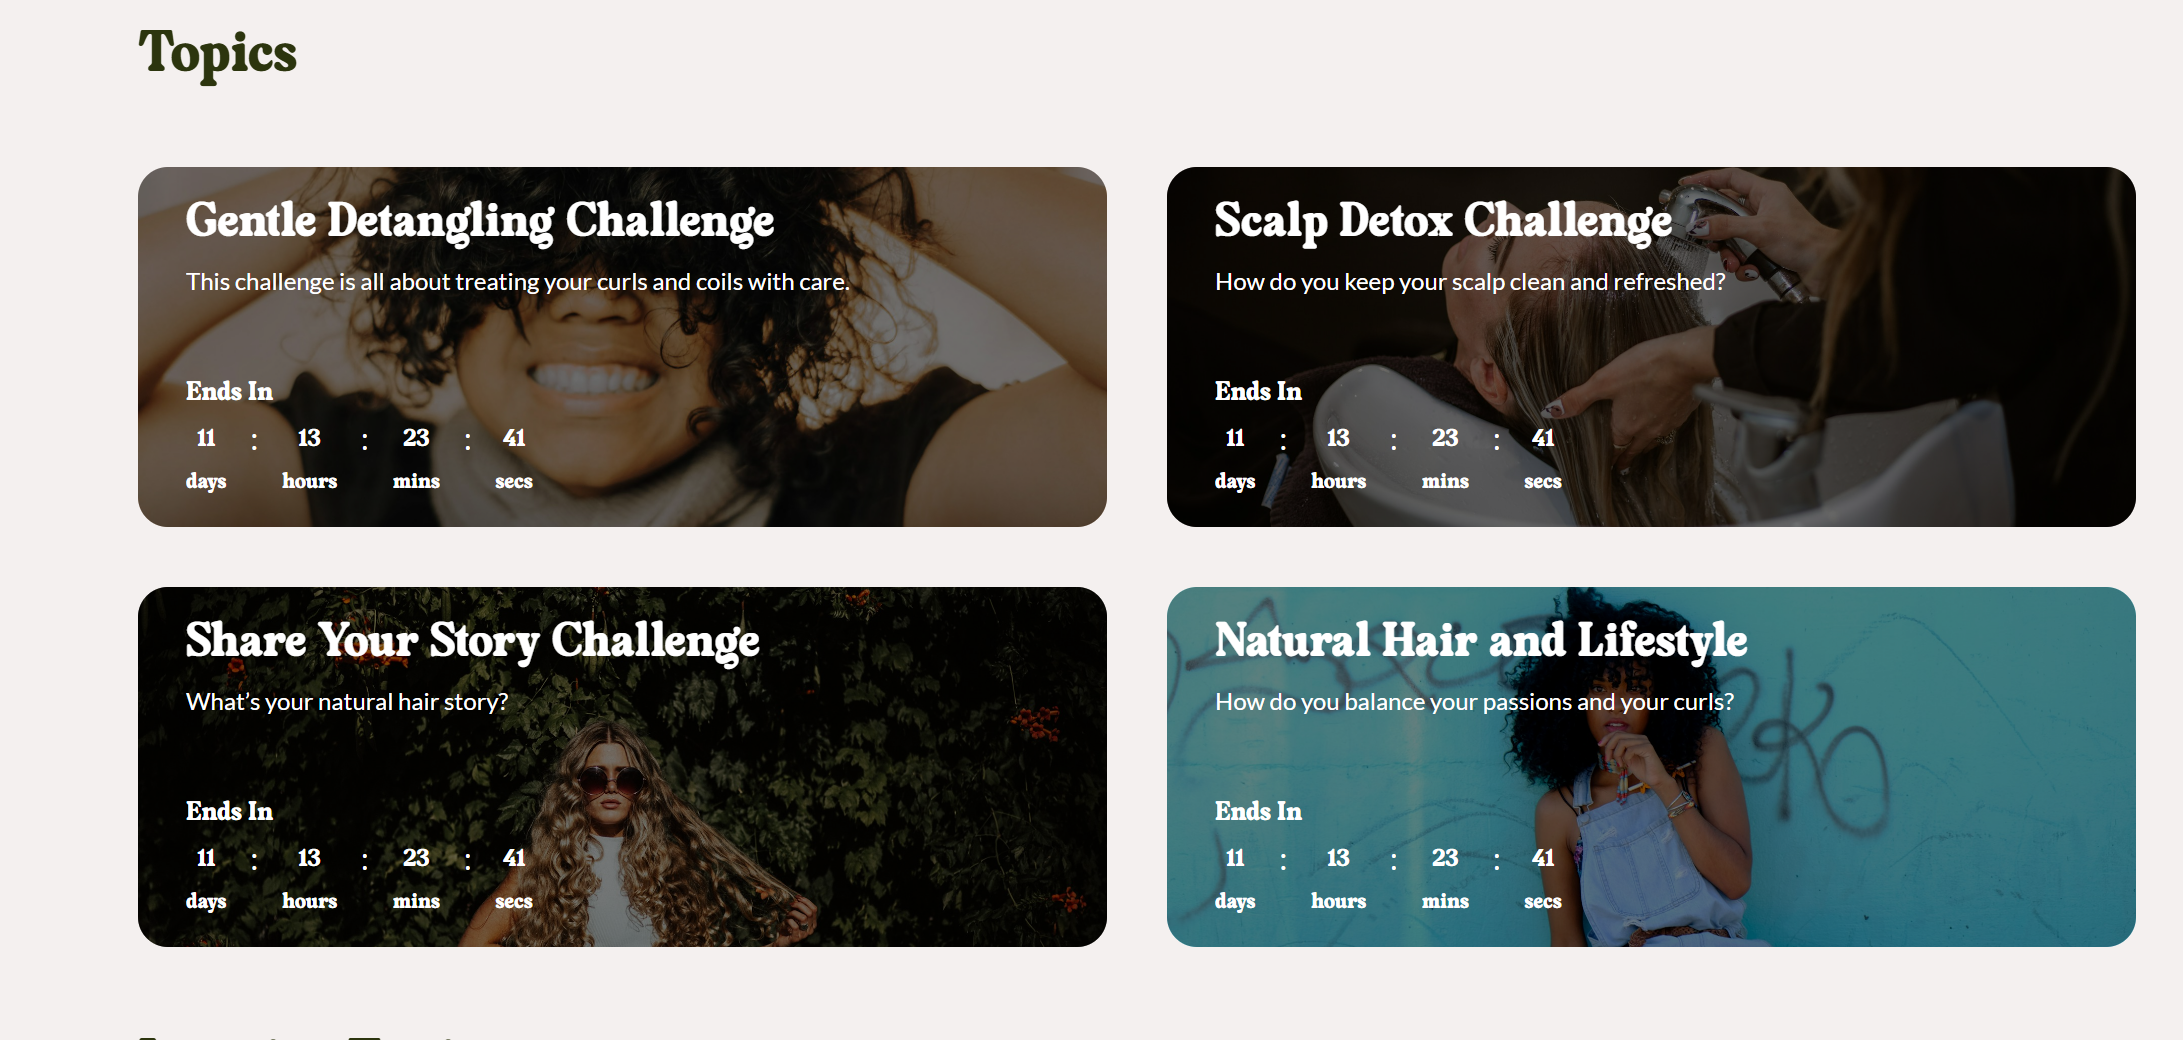 Topics
Gentle Detangling Challenge
This challenge is all about treating your curls and coils with care.
Ends In
11 : 13 : 23 : 41
days hours mins secs
Scalp Detox Challenge
How do you keep your scalp clean and refreshed?
Ends In
11 : 13 : 23 : 41
days hours mins secs
Share Your Story Challenge
What's your natural hair story?
Ends In
11 : 13 : 23 : 41
days hours mins secs
Natural Hair and Lifestyle
How do you balance your passions and your curls?
Ends In
11 : 13 : 23 : 41
days hours mins secs